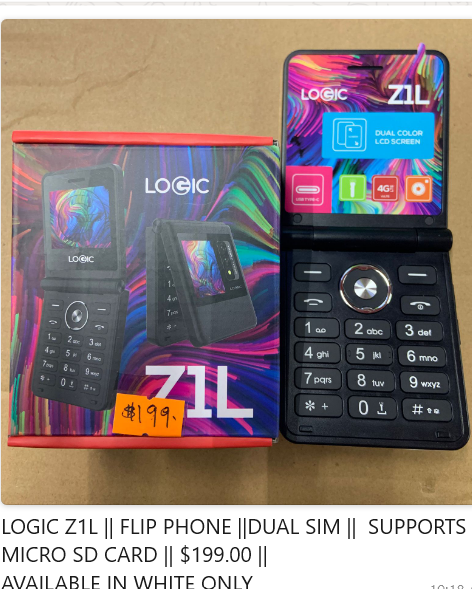 LOGIC
Z1L
DUAL COLOR
LCD SCREEN
USB TYPE-C
4G
LOGIC
LOGIC
Z1L
$199.
1
2 abc
3 def
4 ghi
5 jkl
6 mno
7 pqrs
8 tuv
9 wxyz
* +
0
#
LOGIC Z1L || FLIP PHONE ||DUAL SIM || SUPPORTS
MICRO SD CARD || $199.00 ||
AVAILABLE IN WHITE ONLY